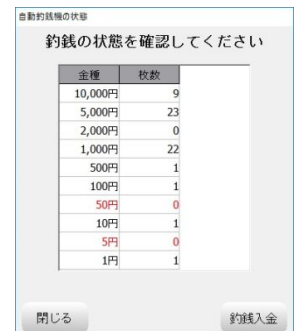 自動釣銭機の状態
釣銭の状態を確認してください
金種 枚数
10,000円 9
5,000円 23
2,000円 0
1,000円 22
500円 1
100円 1
50円 0
10円 1
5円 0
1円 1
閉じる 釣銭入金